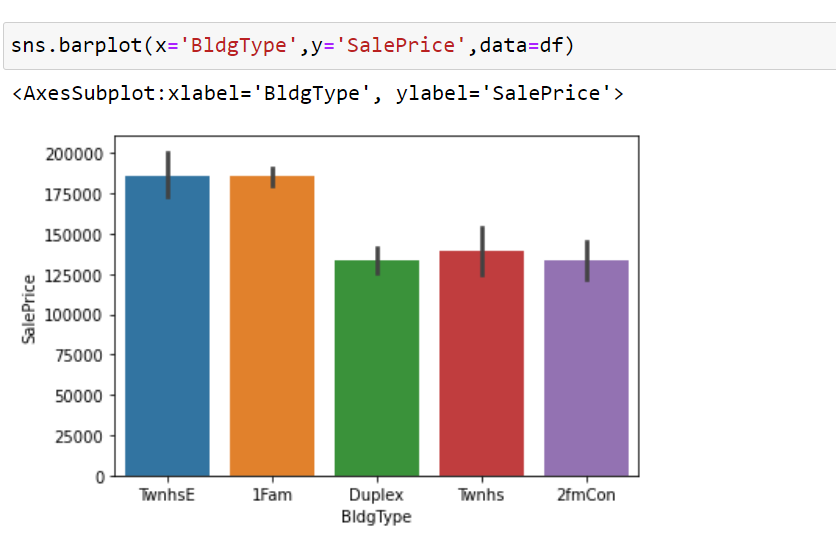 sns.barplot(x='BldgType',y='SalePrice',data=df)
<AxesSubplot:xlabel='BldgType', ylabel='SalePrice'>
200000
175000
150000
125000
100000
75000
50000
25000
0
SalePrice
TwnhsE 1Fam Duplex Twnhs 2fmCon
BldgType